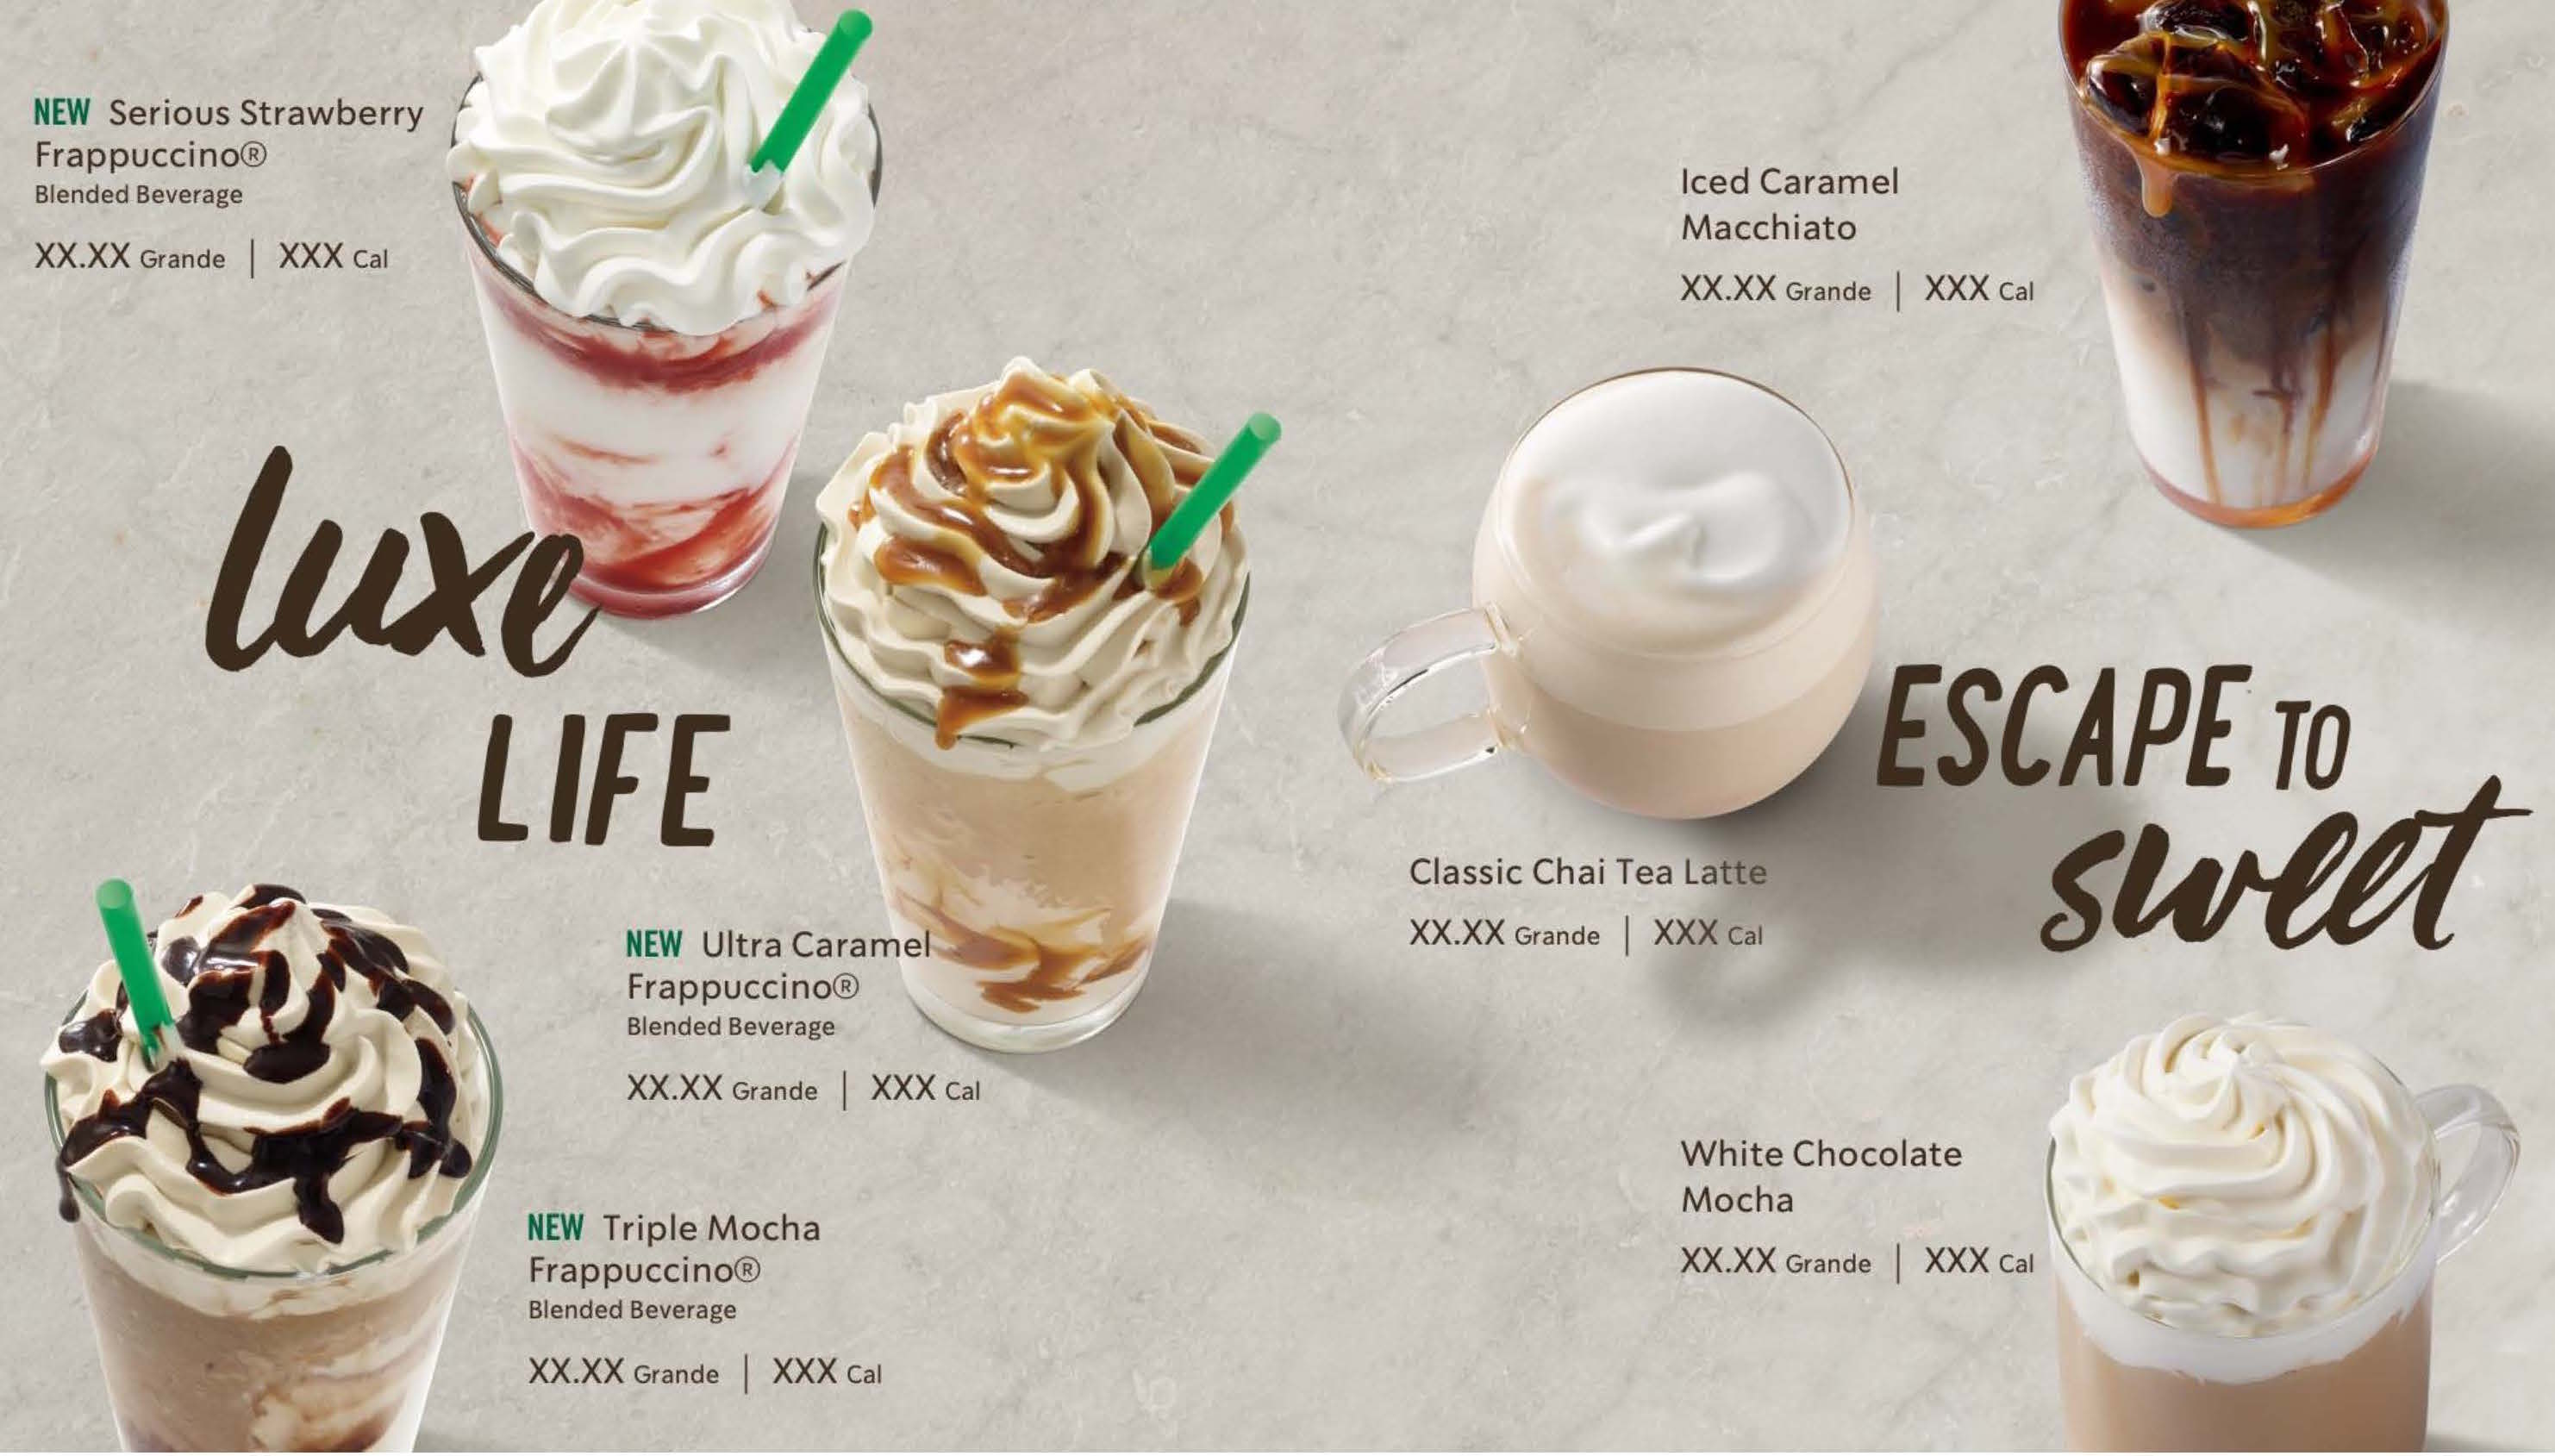 NEW Serious Strawberry
Frappuccino®
Blended Beverage
XX.XX Grande | XXX Cal
luxe
LIFE
NEW Ultra Caramel
Frappuccino®
Blended Beverage
XX.XX Grande | XXX Cal
NEW Triple Mocha
Frappuccino®
Blended Beverage
XX.XX Grande | XXX Cal
Iced Caramel
Macchiato
XX.XX Grande | XXX Cal
Classic Chai Tea Latte
XX.XX Grande | XXX Cal
ESCAPE TO
sweet
White Chocolate
Mocha
XX.XX Grande | XXX Cal